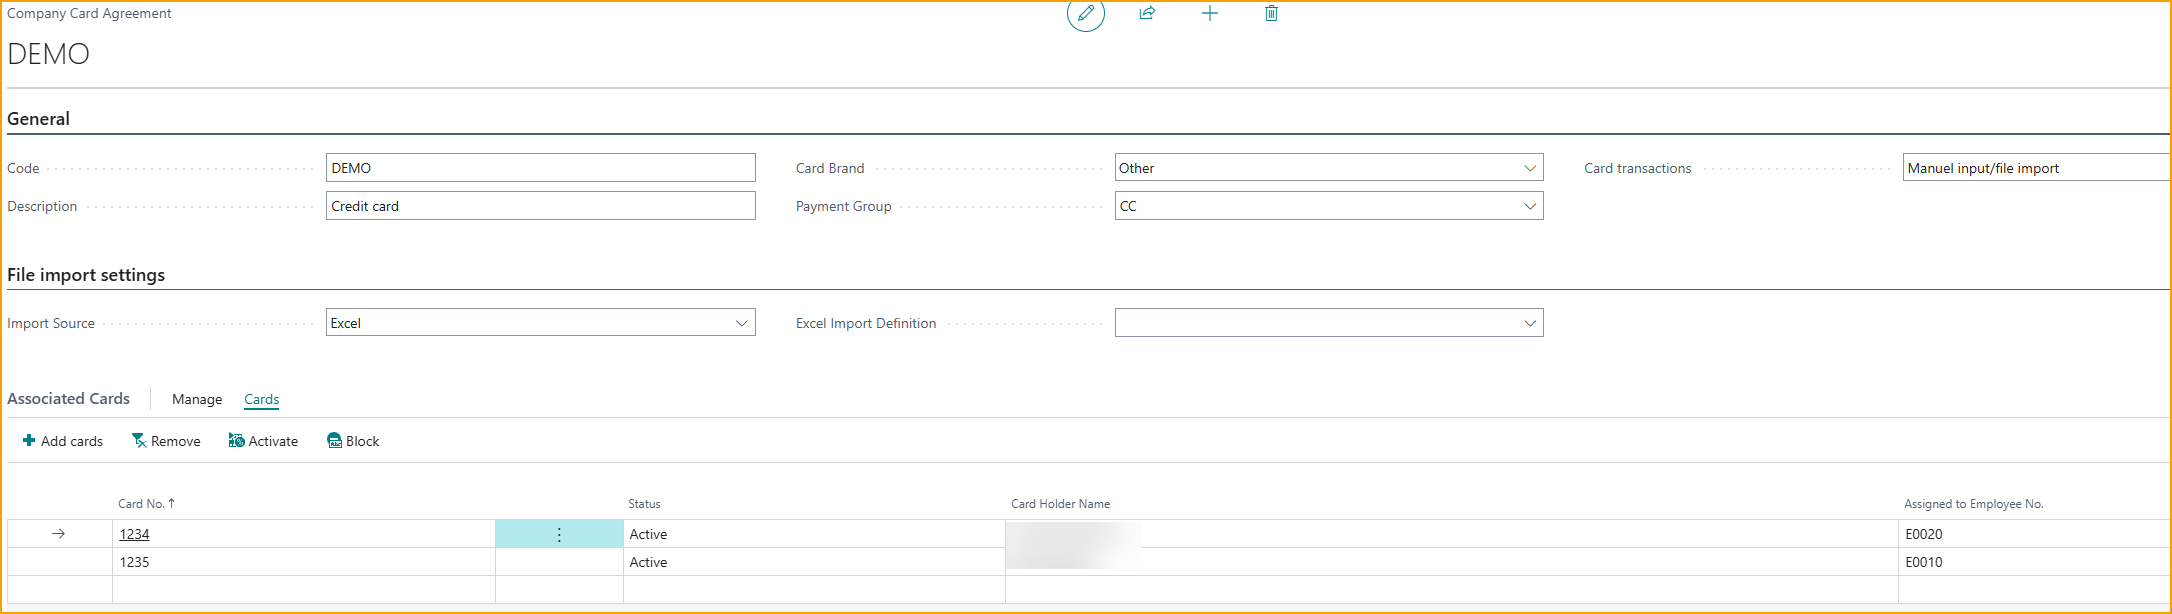 Company Card Agreement
DEMO
General
Code DEMO Card Brand Other Card transactions Manuel input/file import
Description Credit card Payment Group CC
File import settings
Import Source Excel Excel Import Definition
Associated Cards Manage Cards
Add cards Remove Activate Block
Card No. ↑ Status Card Holder Name Assigned to Employee No.
1234 Active E0020
1235 Active E0010